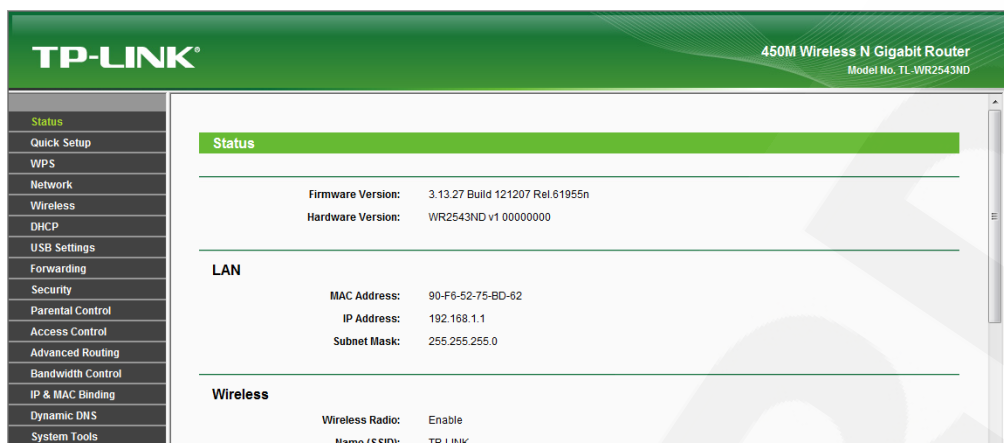 TP-LINK®
450M Wireless N Gigabit Router
Model No. TL-WR2543ND
Status
Quick Setup
WPS
Network
Wireless
DHCP
USB Settings
Forwarding
Security
Parental Control
Access Control
Advanced Routing
Bandwidth Control
IP & MAC Binding
Dynamic DNS
System Tools
Status
Firmware Version: 3.13.27 Build 121207 Rel.61955n
Hardware Version: WR2543ND v1 00000000
LAN
MAC Address: 90-F6-52-75-BD-62
IP Address: 192.168.1.1
Subnet Mask: 255.255.255.0
Wireless
Wireless Radio: Enable
Name (SSID): TP-LINK